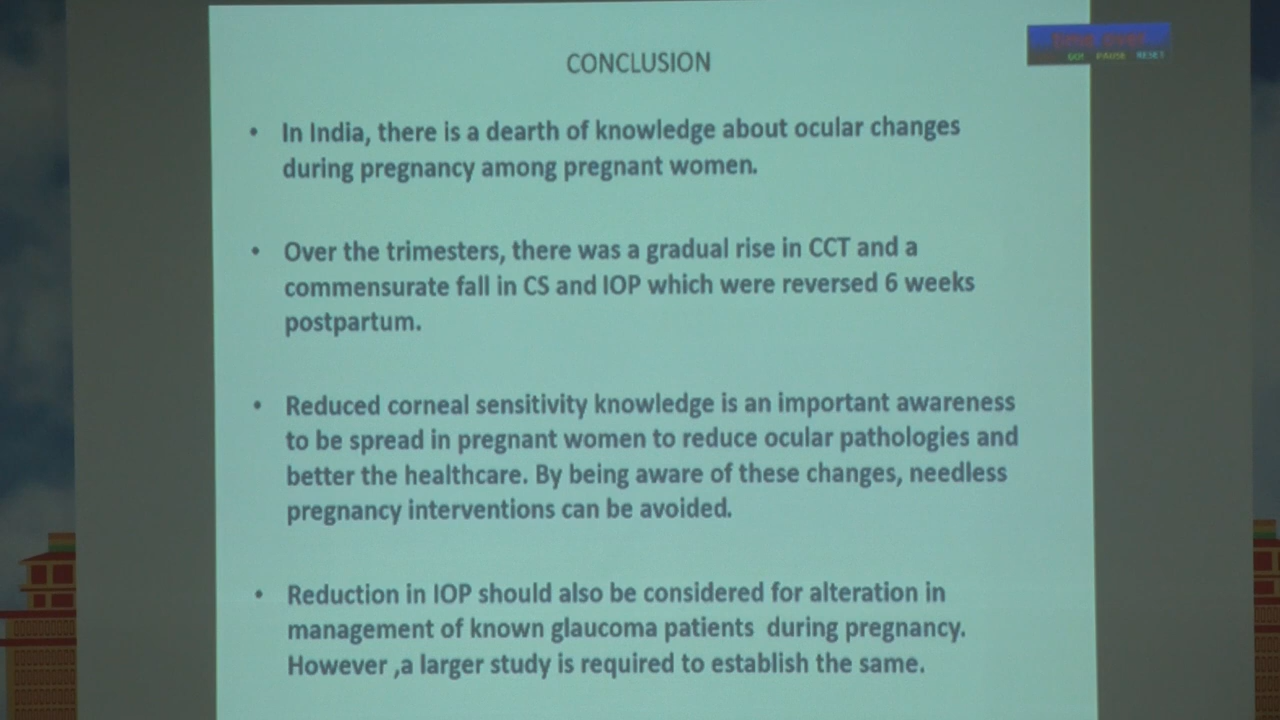 CONCLUSION
time over
GO! PAUSE RESET
• In India, there is a dearth of knowledge about ocular changes
during pregnancy among pregnant women.
• Over the trimesters, there was a gradual rise in CCT and a
commensurate fall in CS and IOP which were reversed 6 weeks
postpartum.
• Reduced corneal sensitivity knowledge is an important awareness
to be spread in pregnant women to reduce ocular pathologies and
better the healthcare. By being aware of these changes, needless
pregnancy interventions can be avoided.
• Reduction in IOP should also be considered for alteration in
management of known glaucoma patients  during pregnancy.
However ,a larger study is required to establish the same.